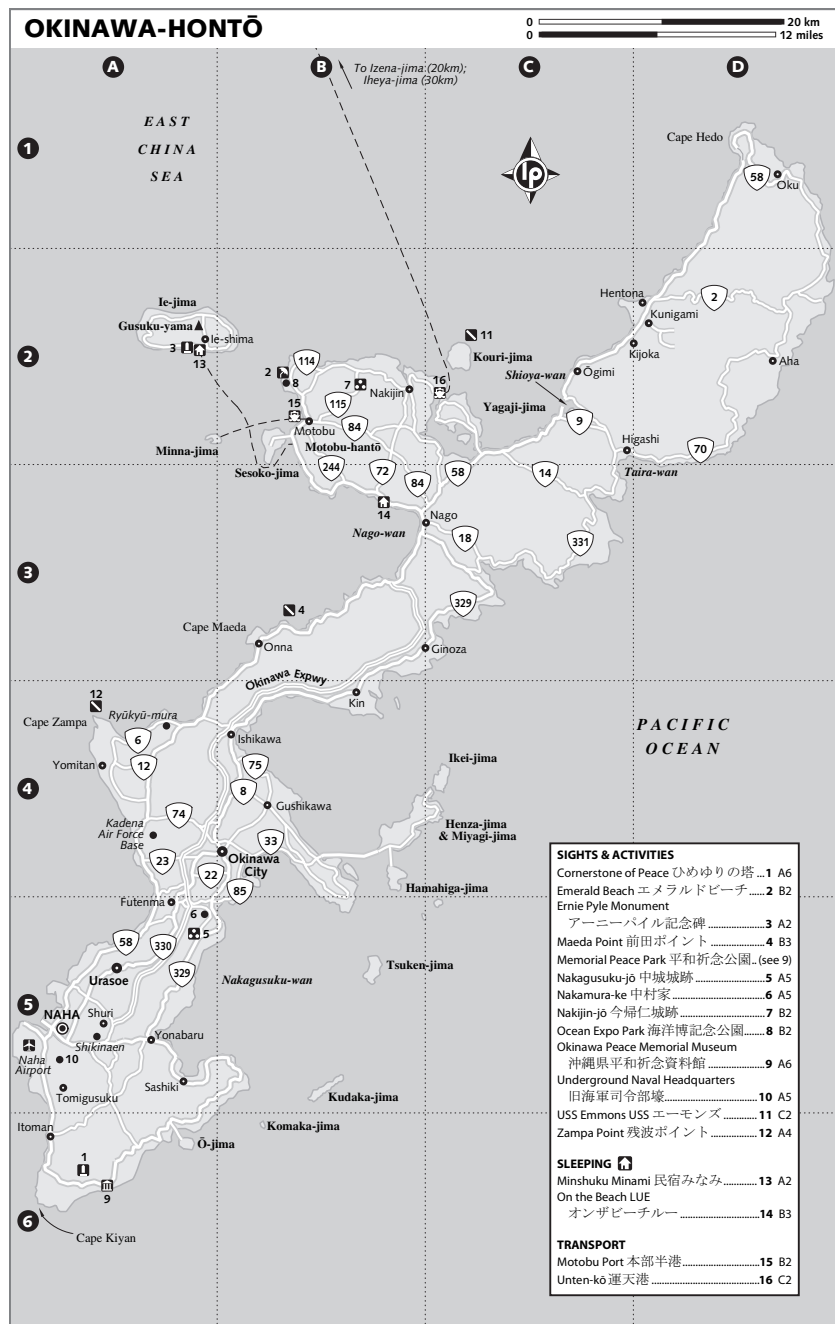 OKINAWA-HONTŌ
0 20 km
0 12 miles
A
B
C
D
To Izena-jima (20km);
Iheya-jima (30km)
EAST
CHINA
SEA
1
lp
Cape Hedo
58
Oku
Ie-jima
Gusuku-yama
Ie-shima
3
13
2
Hentona
2
Kunigami
11
Kijoka
Kouri-jima
Aha
2
114
8
7
16
Shioya-wan
Ōgimi
115
Nakijin
15
Yagaji-jima
9
Motobu
84
Minna-jima
Motobu-hantō
Higashi
70
Sesoko-jima
244
72
84
58
14
Taira-wan
14
Nago
Nago-wan
18
331
3
329
4
Cape Maeda
Onna
Ginoza
Okinawa Expwy
12
Kin
Cape Zampa
Ryūkyū-mura
PACIFIC
OCEAN
6
Ishikawa
Yomitan
12
75
Ikei-jima
4
8
74
Gushikawa
Henza-jima
& Miyagi-jima
Kadena
Air Force
Base
33
23
Okinawa
City
22
85
Hamahiga-jima
Futenma
6
5
58
330
329
Nakagusuku-wan
Tsuken-jima
Urasoe
5
NAHA
Shuri
Shikinaen
Yonabaru
Naha
Airport
10
Tomigusuku
Sashiki
Kudaka-jima
Komaka-jima
Itoman
Ō-jima
1
9
6
Cape Kiyan
SIGHTS & ACTIVITIES
Cornerstone of Peace ひめゆりの塔 ...1 A6
Emerald Beach エメラルドビーチ......2 B2
Ernie Pyle Monument
アーニーパイル記念碑.....................3 A2
Maeda Point 前田ポイント ..............4 B3
Memorial Peace Park 平和祈念公園..(see 9)
Nakagusuku-jō 中城城跡 .................5 A5
Nakamura-ke 中村家.......................6 A5
Nakijin-jō 今帰仁城跡......................7 B2
Ocean Expo Park 海洋博記念公園....8 B2
Okinawa Peace Memorial Museum
沖縄県平和祈念資料館 ...................9 A6
Underground Naval Headquarters
旧海軍司令部壕..........................10 A5
USS Emmons USS エーモンズ ......11 C2
Zampa Point 残波ポイント...........12 A4
SLEEPING
Minshuku Minami 民宿みなみ............13 A2
On the Beach LUE
オンザビーチルー .........................14 B3
TRANSPORT
Motobu Port 本部半港......................15 B2
Unten-kō 運天港..............................16 C2